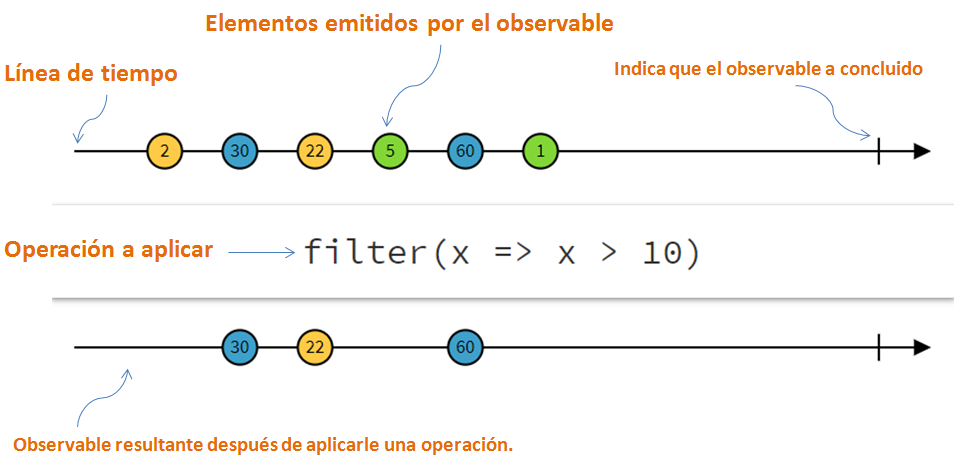 Elementos emitidos por el observable
Línea de tiempo
Indica que el observable a concluido
2 30 22 5 60 1
Operación a aplicar
filter(x => x > 10)
30 22 60
Observable resultante después de aplicarle una operación.